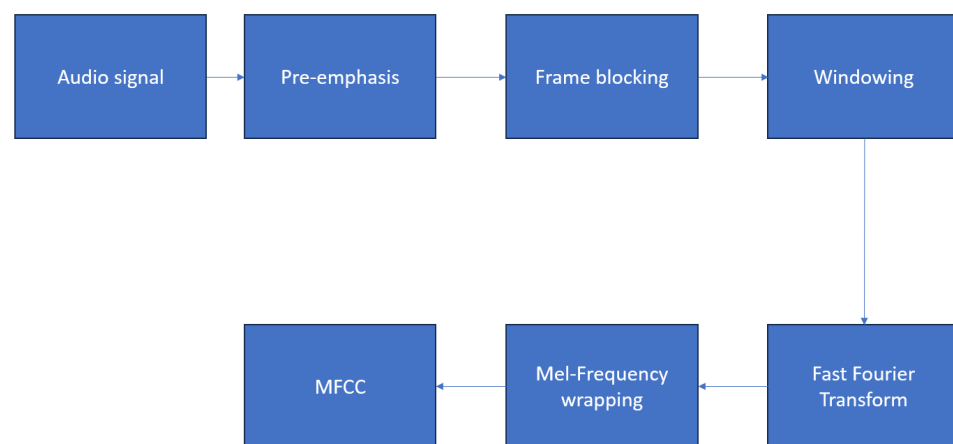 Audio signal
Pre-emphasis
Frame blocking
Windowing
Fast Fourier
Transform
Mel-Frequency
wrapping
MFCC